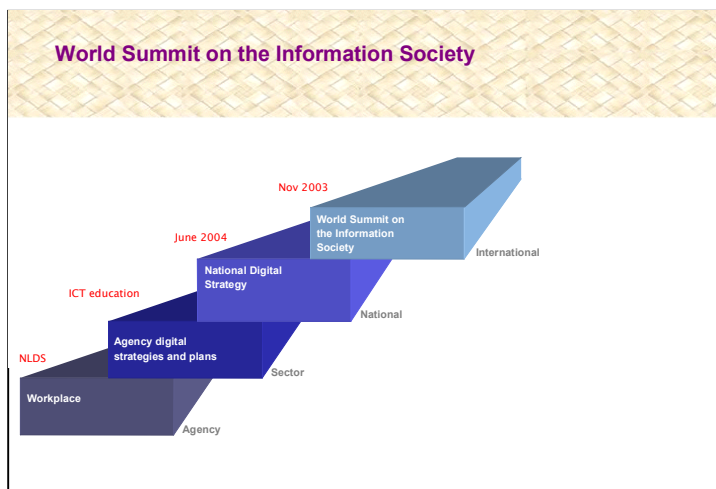 World Summit on the Information Society
Nov 2003
World Summit on
the Information
Society
International
June 2004
National Digital
Strategy
National
ICT education
Agency digital
strategies and plans
Sector
NLDS
Workplace
Agency